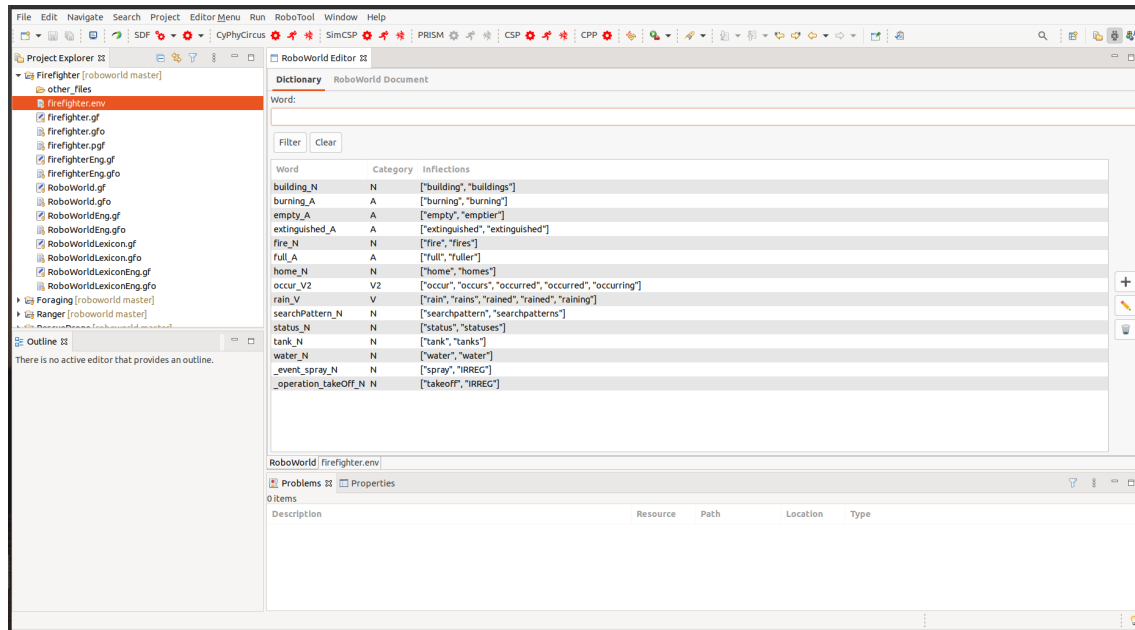 File Edit Navigate Search Project Editor Menu Run RoboTool Window Help
SDF CyPhyCircus SimCSP PRISM CSP CPP
Project Explorer
Firefighter [roboworld master]
other_files
firefighter.env
firefighter.gf
firefighter.gfo
firefighter.pgf
firefighterEng.gf
firefighterEng.gfo
RoboWorld.gf
RoboWorld.gfo
RoboWorldEng.gf
RoboWorldEng.gfo
RoboWorldLexicon.gf
RoboWorldLexicon.gfo
RoboWorldLexiconEng.gf
RoboWorldLexiconEng.gfo
Foraging [roboworld master]
Ranger [roboworld master]
Outline
There is no active editor that provides an outline.
RoboWorld Editor
Dictionary RoboWorld Document
Word:
Filter Clear
Word Category Inflections
building_N N ["building", "buildings"]
burning_A A ["burning", "burning"]
empty_A A ["empty", "emptier"]
extinguished_A A ["extinguished", "extinguished"]
fire_N N ["fire", "fires"]
full_A A ["full", "fuller"]
home_N N ["home", "homes"]
occur_V2 V2 ["occur", "occurs", "occurred", "occurred", "occurring"]
rain_V V ["rain", "rains", "rained", "rained", "raining"]
searchPattern_N N ["searchpattern", "searchpatterns"]
status_N N ["status", "statuses"]
tank_N N ["tank", "tanks"]
water_N N ["water", "water"]
_event_spray_N N ["spray", "IRREG"]
_operation_takeOff_N N ["takeoff", "IRREG"]
RoboWorld firefighter.env
Problems Properties
0 items
Description Resource Path Location Type